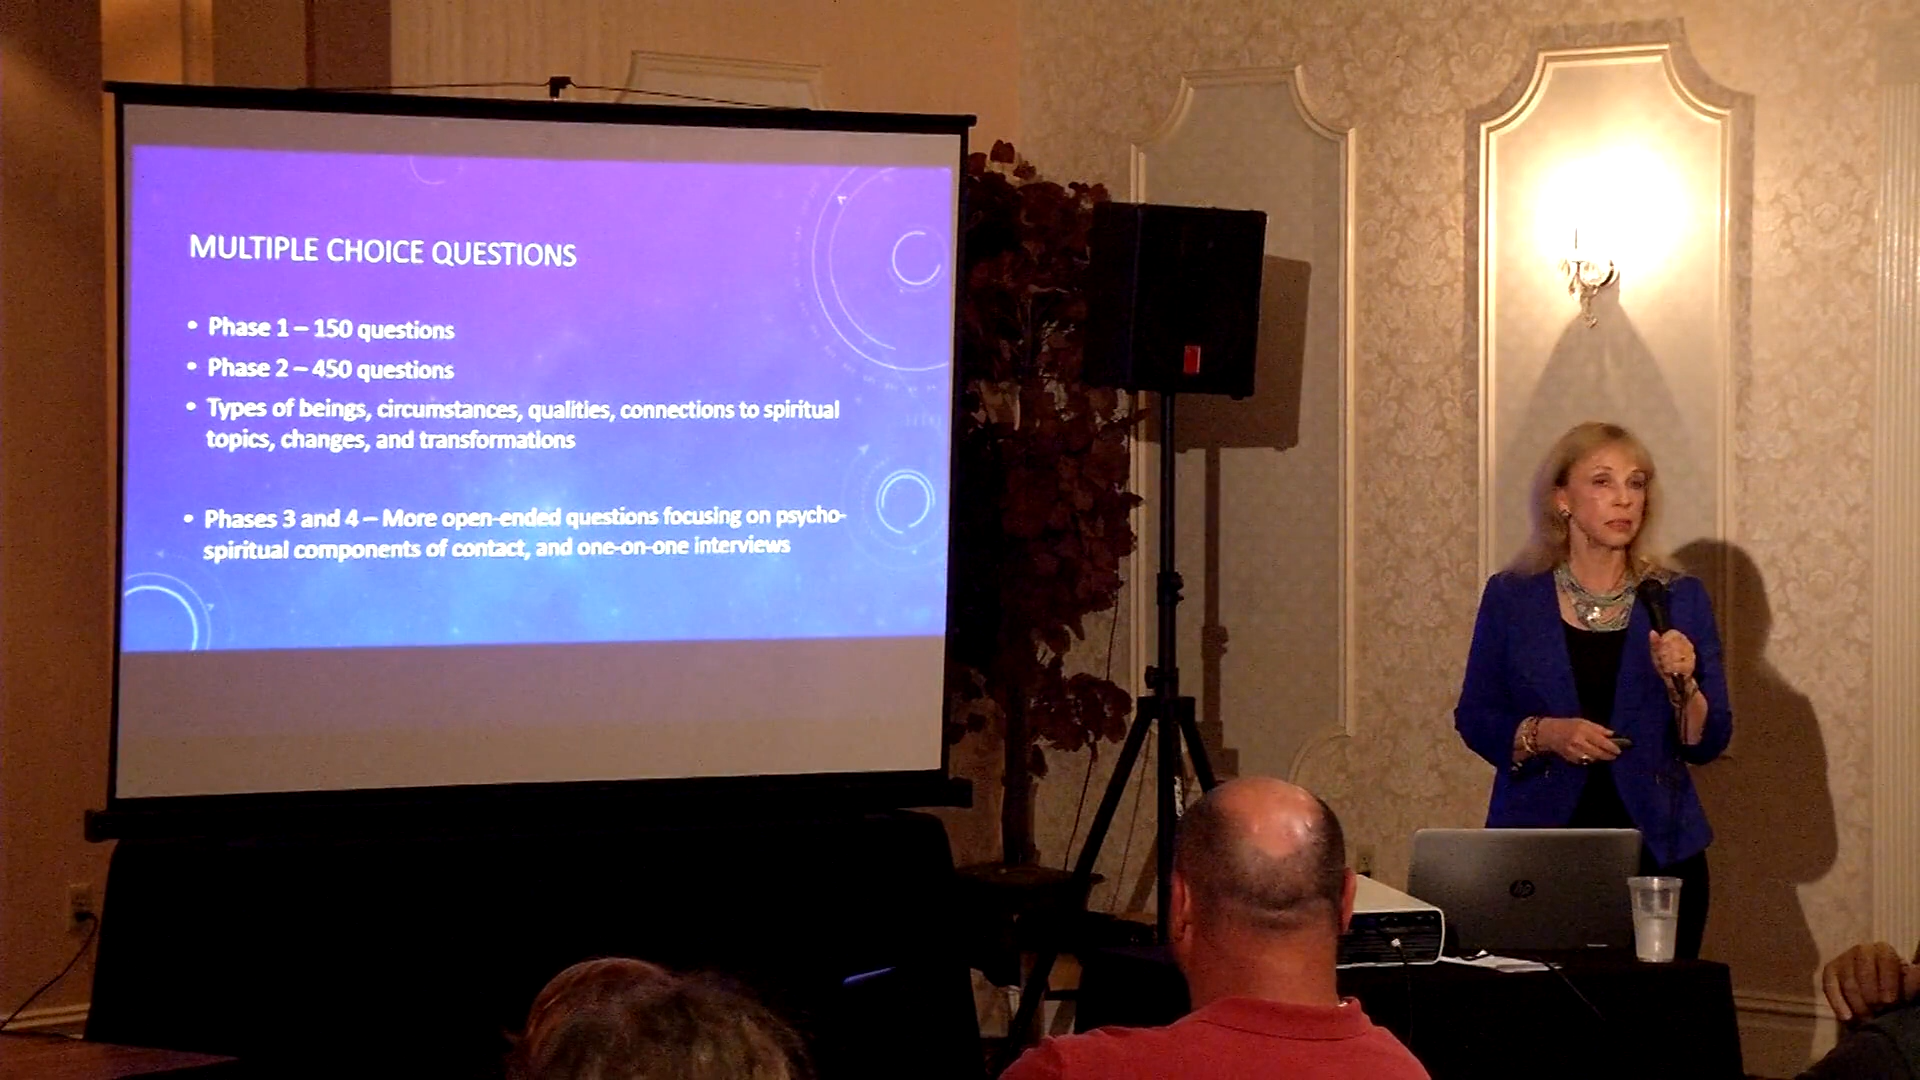 MULTIPLE CHOICE QUESTIONS
• Phase 1 – 150 questions
• Phase 2 – 450 questions
• Types of beings, circumstances, qualities, connections to spiritual
topics, changes, and transformations
• Phases 3 and 4 – More open-ended questions focusing on psycho-
spiritual components of contact, and one-on-one interviews
hp